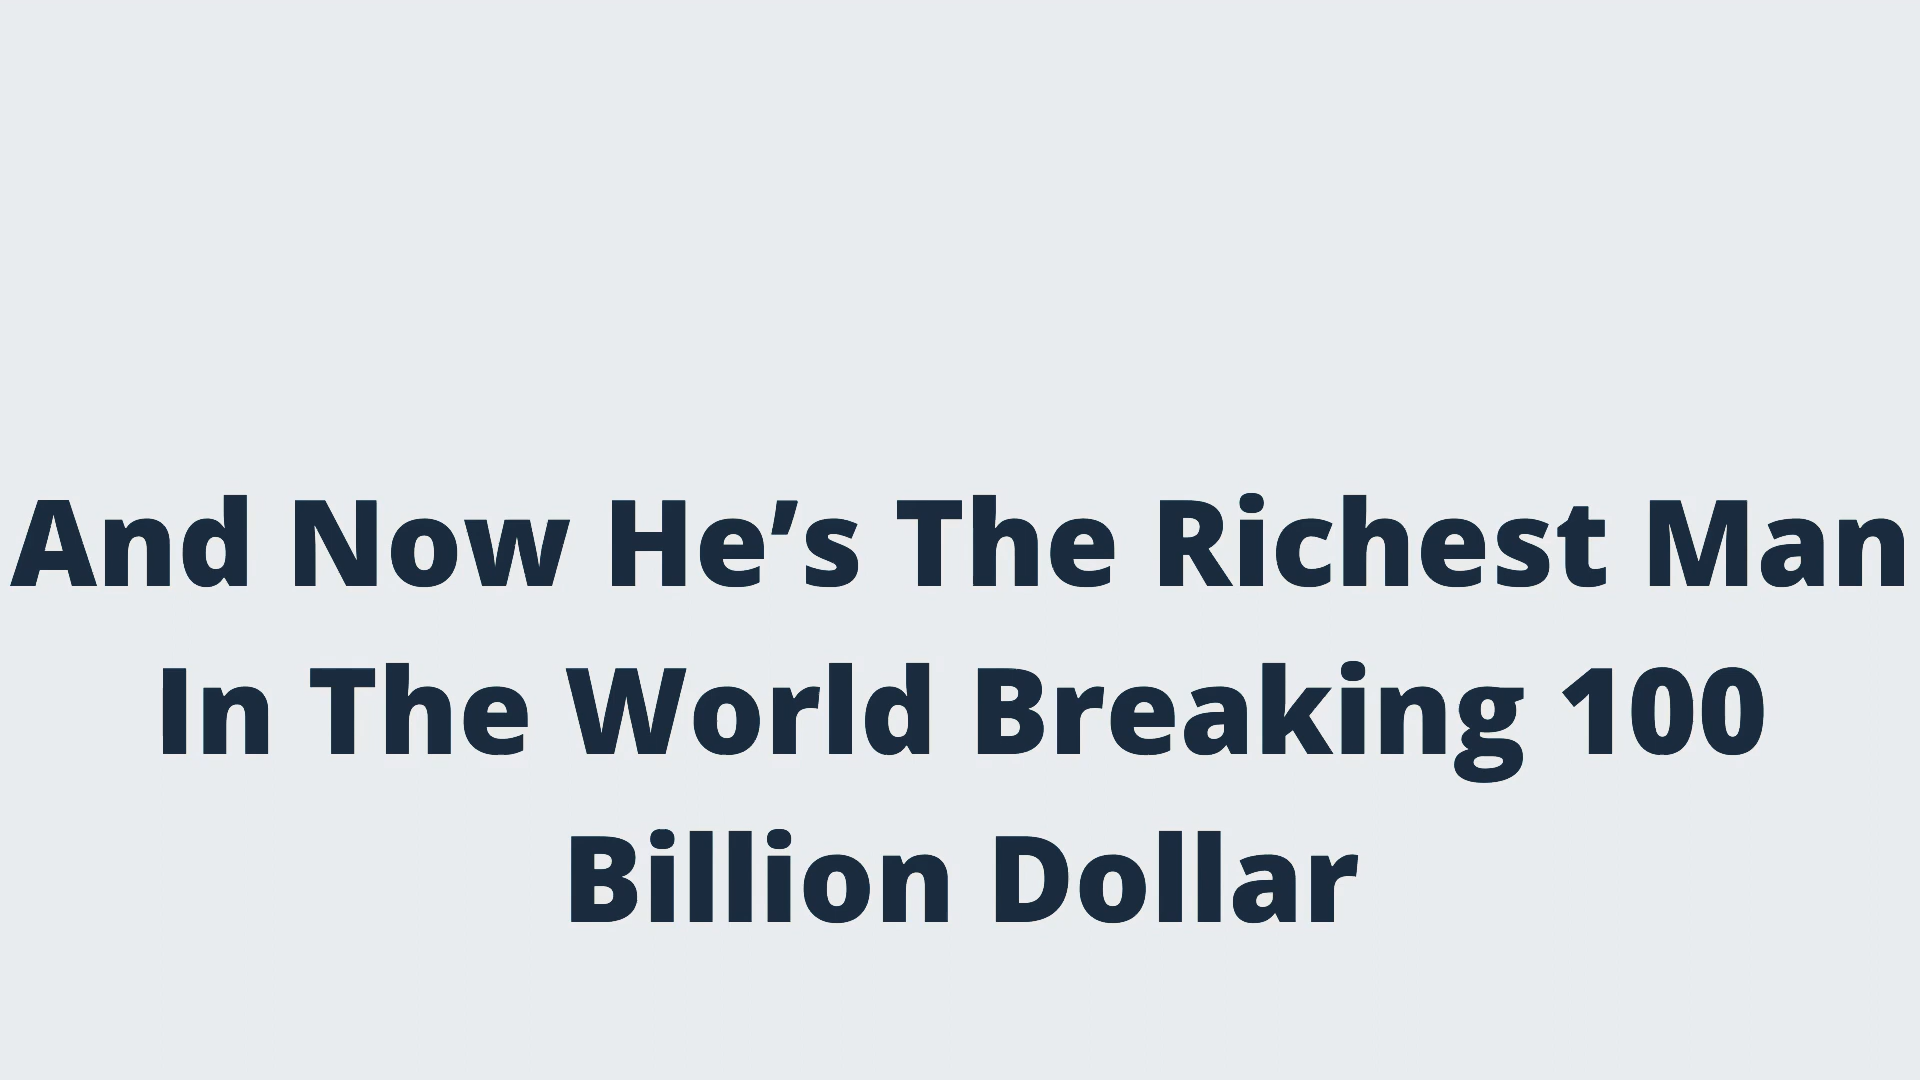 And Now He’s The Richest Man
In The World Breaking 100
Billion Dollar